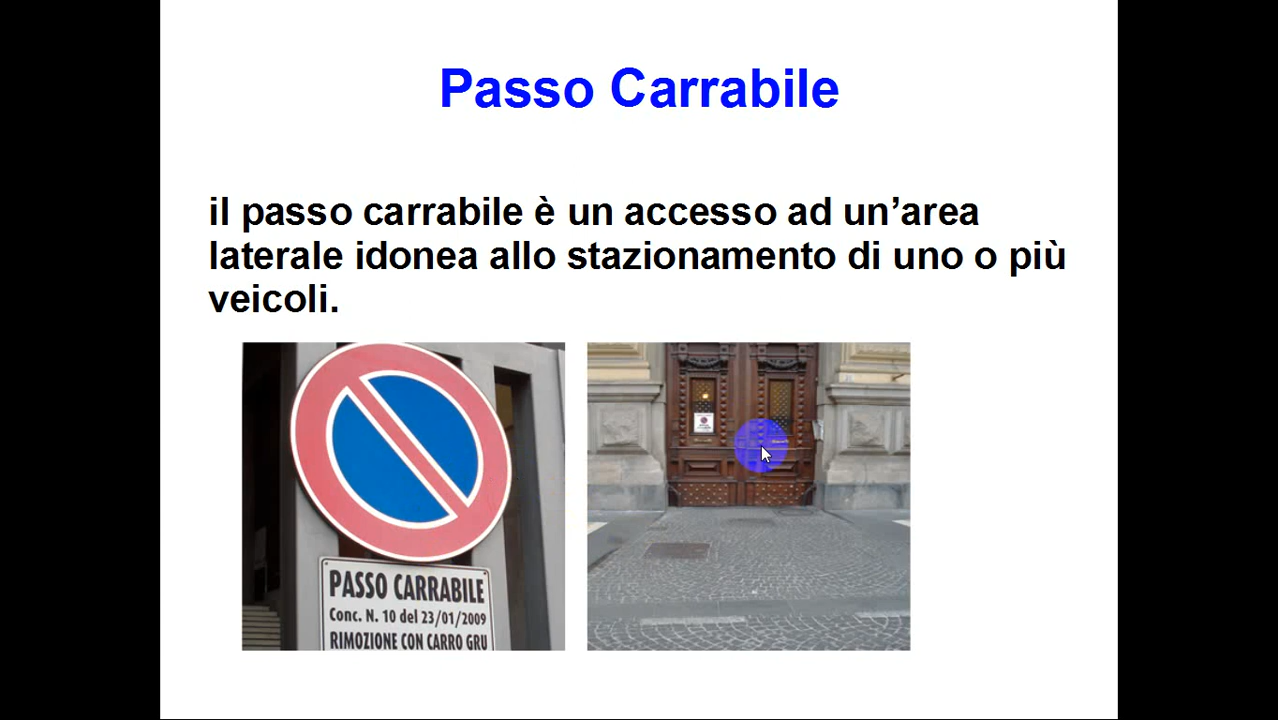 Passo Carrabile
il passo carrabile è un accesso ad un’area
laterale idonea allo stazionamento di uno o più
veicoli.
PASSO CARRABILE
Conc. N. 10 del 23/01/2009
RIMOZIONE CON CARRO GRU